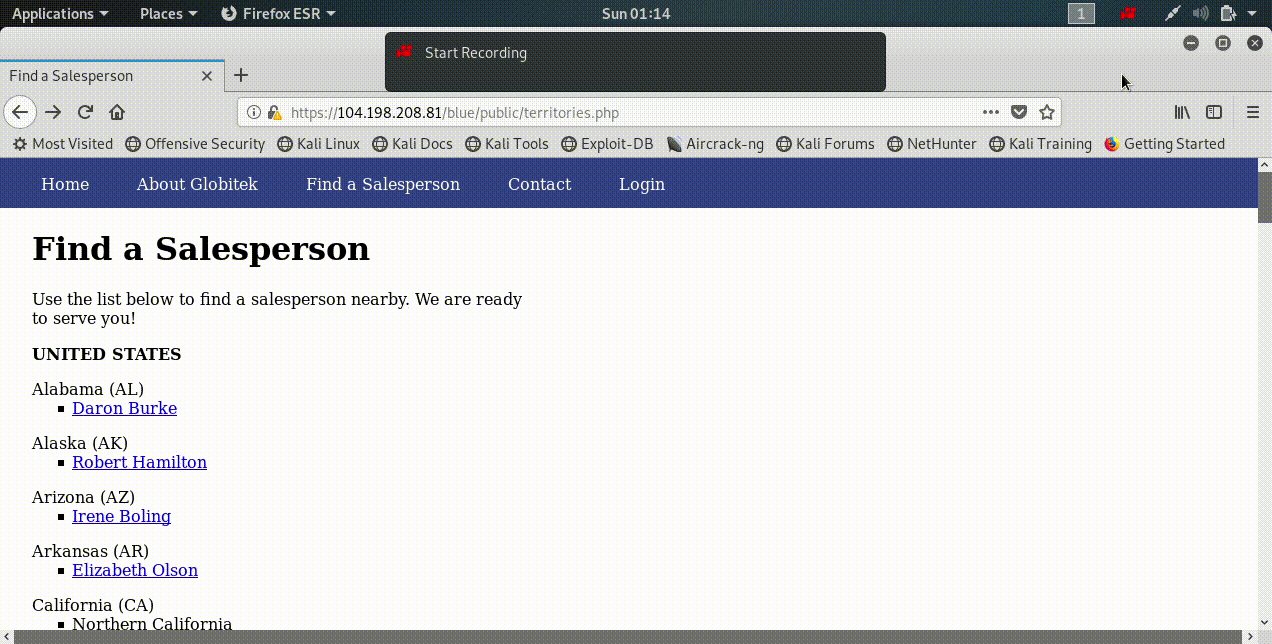 Applications Places Firefox ESR Sun 01:14 1
Start Recording
Find a Salesperson
https://104.198.208.81/blue/public/territories.php
Most Visited Offensive Security Kali Linux Kali Docs Kali Tools Exploit-DB Aircrack-ng Kali Forums NetHunter Kali Training Getting Started
Home About Globitek Find a Salesperson Contact Login
Find a Salesperson
Use the list below to find a salesperson nearby. We are ready
to serve you!
UNITED STATES
Alabama (AL)
Daron Burke
Alaska (AK)
Robert Hamilton
Arizona (AZ)
Irene Boling
Arkansas (AR)
Elizabeth Olson
California (CA)
Northern California